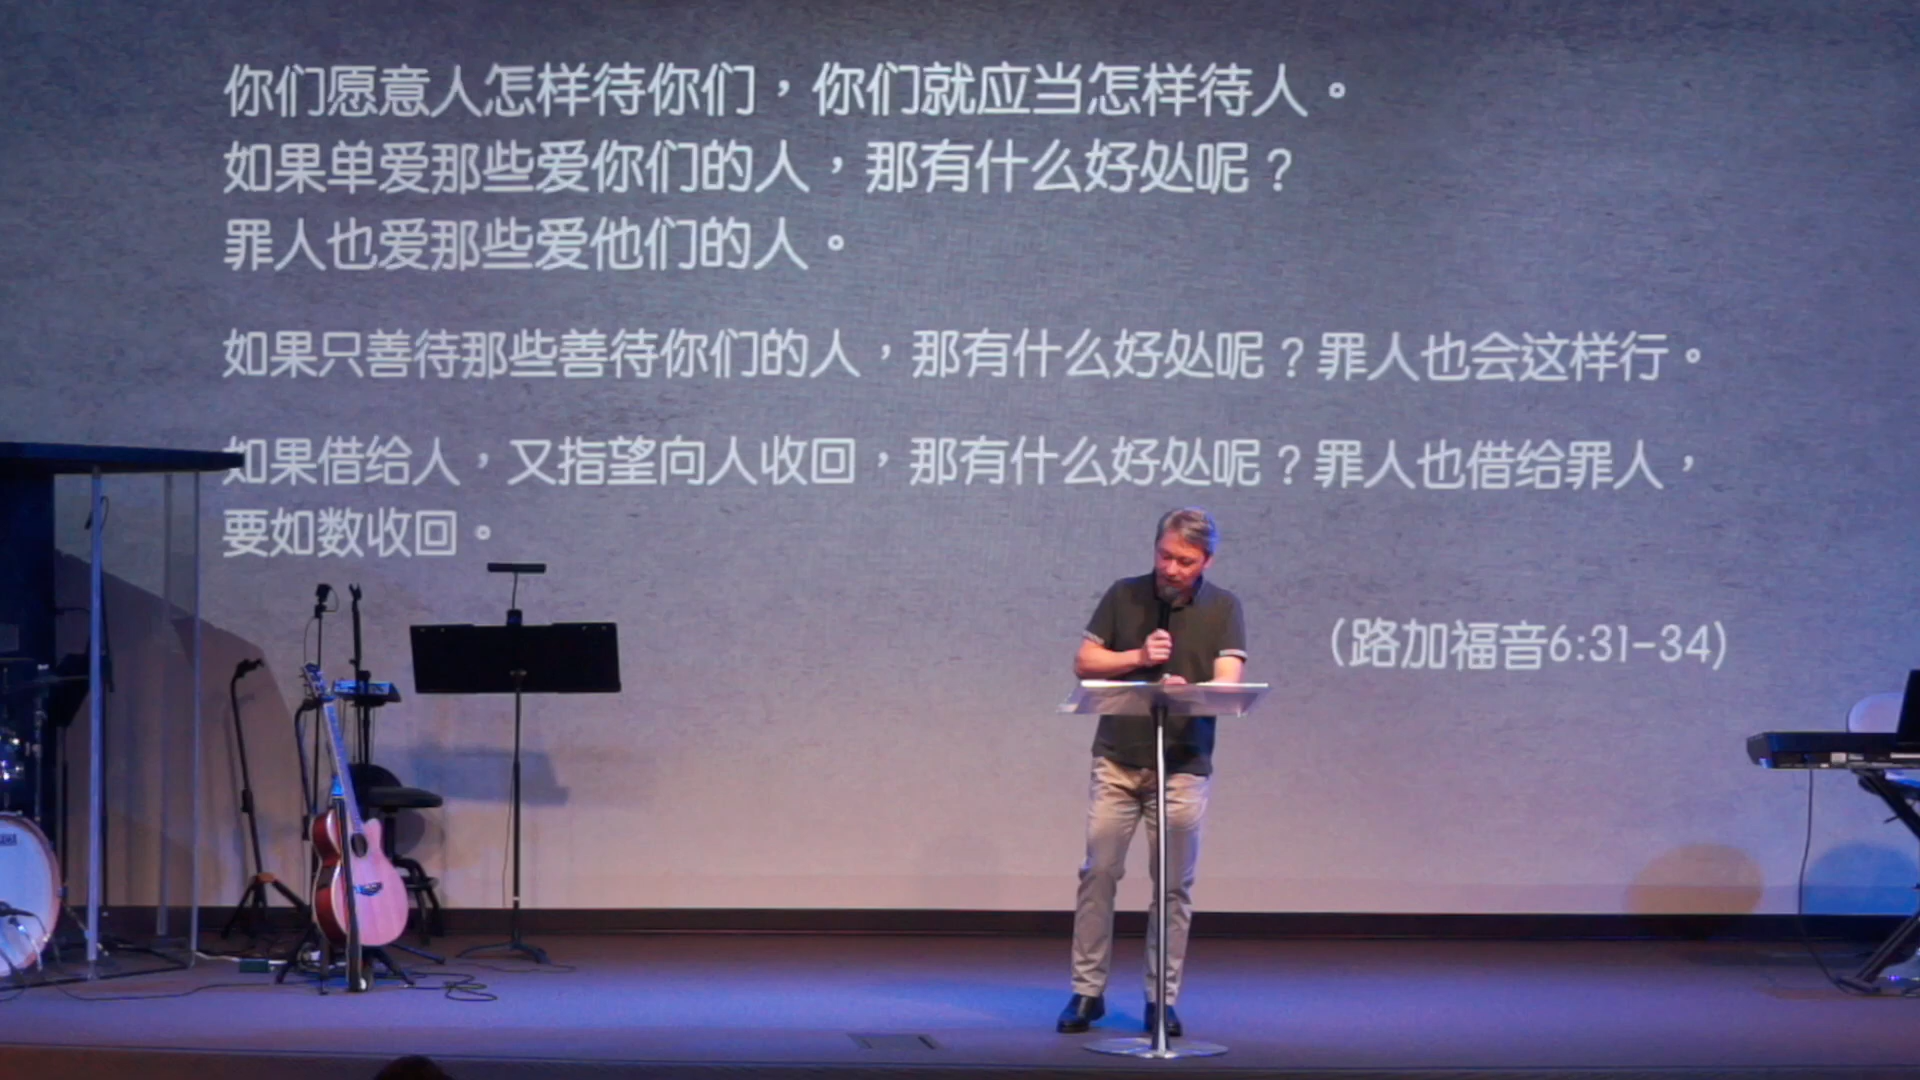 你们愿意人怎样待你们，你们就应当怎样待人。
如果单爱那些爱你们的人，那有什么好处呢？
罪人也爱那些爱他们的人。
如果只善待那些善待你们的人，那有什么好处呢？罪人也会这样行。
如果借给人，又指望向人收回，那有什么好处呢？罪人也借给罪人，
要如数收回。
(路加福音6:31-34)